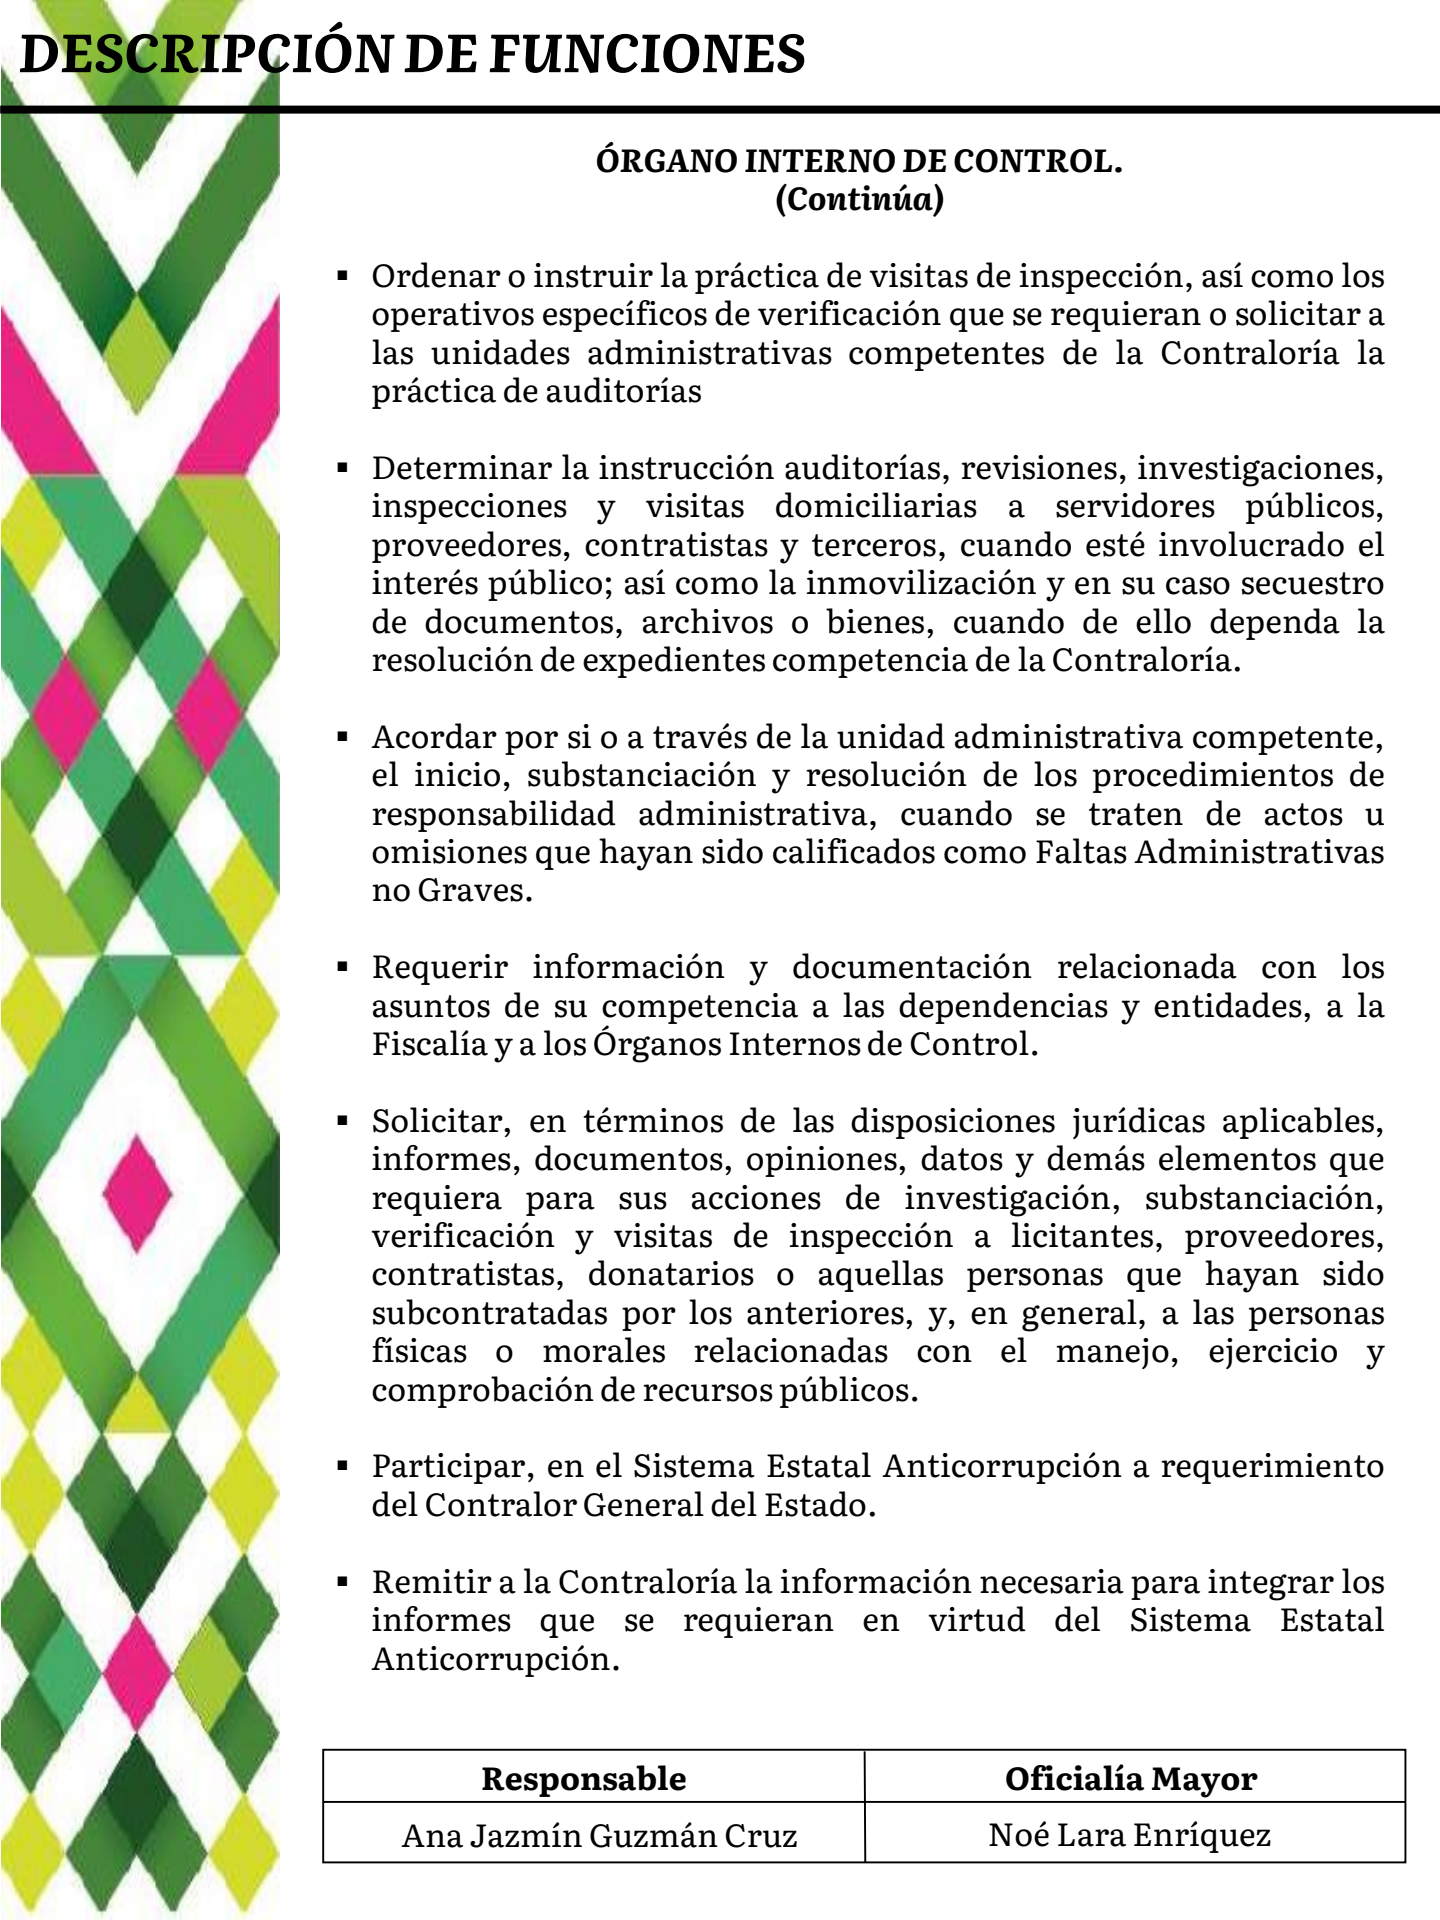 DESCRIPCIÓN DE FUNCIONES
ÓRGANO INTERNO DE CONTROL.
(Continúa)
▪ Ordenar o instruir la práctica de visitas de inspección, así como los
operativos específicos de verificación que se requieran o solicitar a
las unidades administrativas competentes de la Contraloría la
práctica de auditorías
▪ Determinar la instrucción auditorías, revisiones, investigaciones,
inspecciones y visitas domiciliarias a servidores públicos,
proveedores, contratistas y terceros, cuando esté involucrado el
interés público; así como la inmovilización y en su caso secuestro
de documentos, archivos o bienes, cuando de ello dependa la
resolución de expedientes competencia de la Contraloría.
▪ Acordar por si o a través de la unidad administrativa competente,
el inicio, substanciación y resolución de los procedimientos de
responsabilidad administrativa, cuando se traten de actos u
omisiones que hayan sido calificados como Faltas Administrativas
no Graves.
▪ Requerir información y documentación relacionada con los
asuntos de su competencia a las dependencias y entidades, a la
Fiscalía y a los Órganos Internos de Control.
▪ Solicitar, en términos de las disposiciones jurídicas aplicables,
informes, documentos, opiniones, datos y demás elementos que
requiera para sus acciones de investigación, substanciación,
verificación y visitas de inspección a licitantes, proveedores,
contratistas, donatarios o aquellas personas que hayan sido
subcontratadas por los anteriores, y, en general, a las personas
físicas o morales relacionadas con el manejo, ejercicio y
comprobación de recursos públicos.
▪ Participar, en el Sistema Estatal Anticorrupción a requerimiento
del Contralor General del Estado.
▪ Remitir a la Contraloría la información necesaria para integrar los
informes que se requieran en virtud del Sistema Estatal
Anticorrupción.
Responsable Oficialía Mayor
Ana Jazmín Guzmán Cruz Noé Lara Enríquez